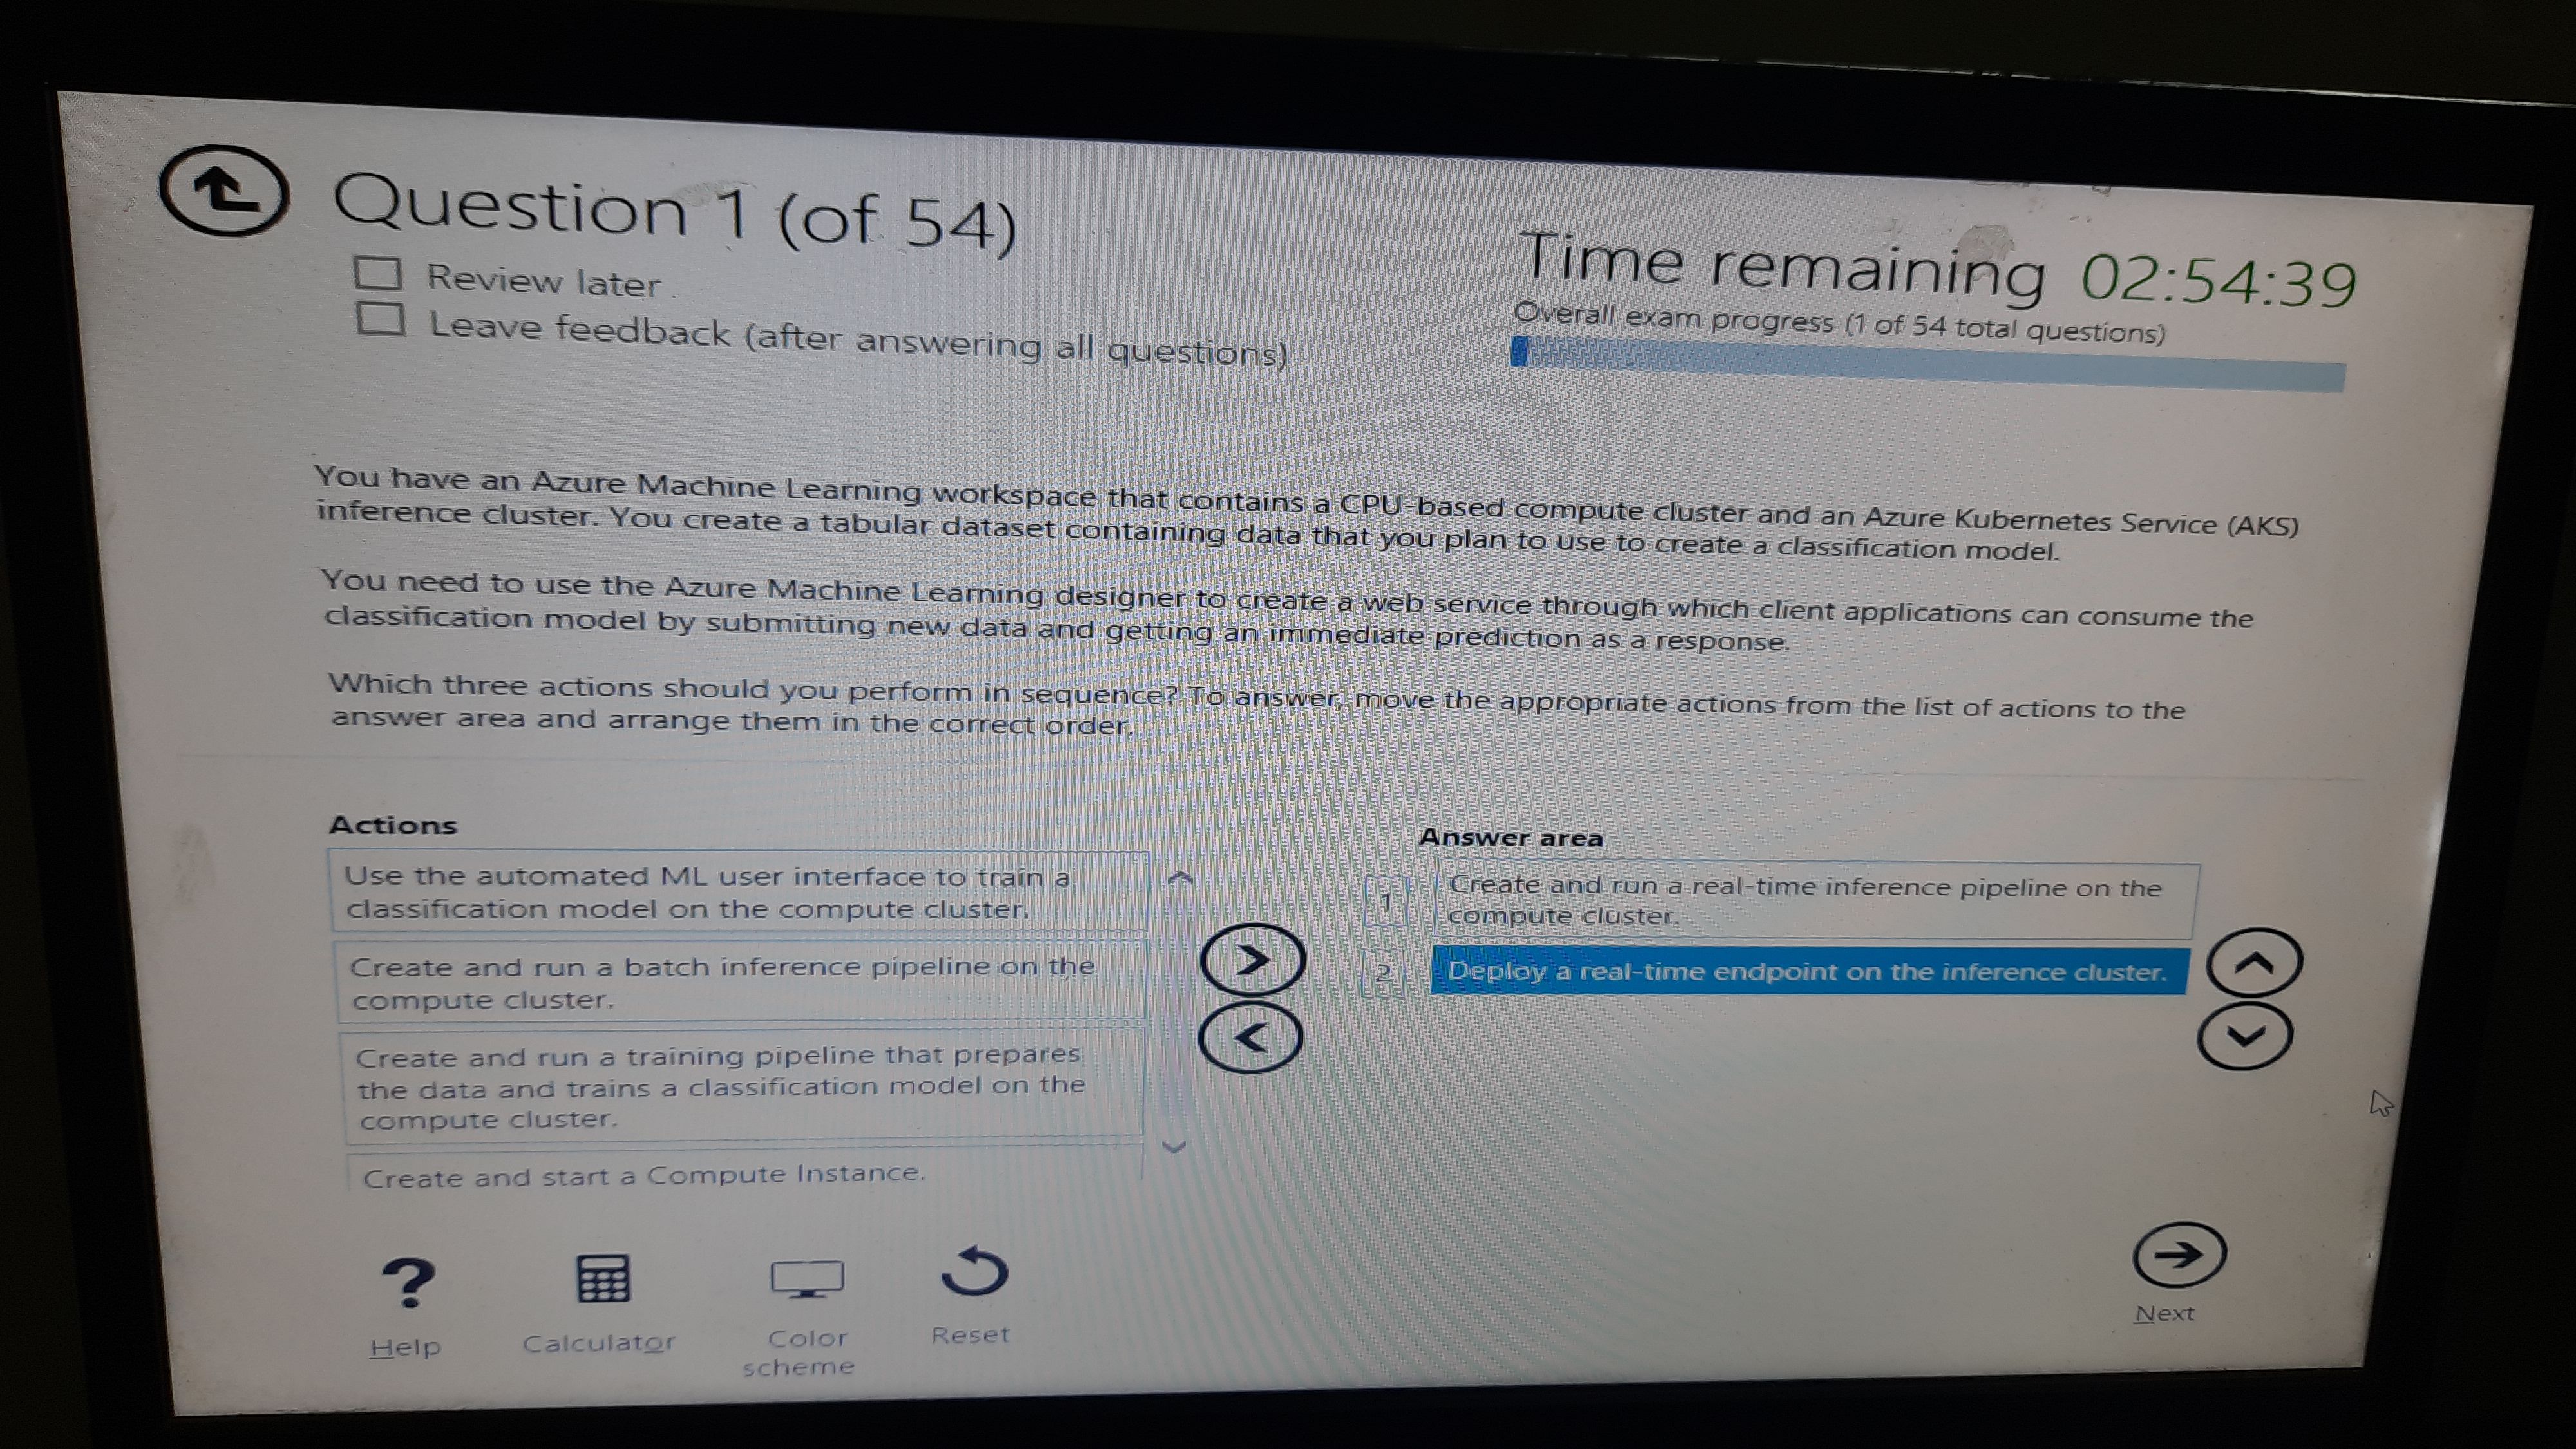 Question 1 (of 54)
Time remaining 02:54:39
Review later
Leave feedback (after answering all questions)
Overall exam progress (1 of 54 total questions)
You have an Azure Machine Learning workspace that contains a CPU-based compute cluster and an Azure Kubernetes Service (AKS)
inference cluster. You create a tabular dataset containing data that you plan to use to create a classification model.
You need to use the Azure Machine Learning designer to create a web service through which client applications can consume the
classification model by submitting new data and getting an immediate prediction as a response.
Which three actions should you perform in sequence? To answer, move the appropriate actions from the list of actions to the
answer area and arrange them in the correct order.
Actions
Use the automated ML user interface to train a
classification model on the compute cluster.
Create and run a batch inference pipeline on the
compute cluster.
Create and run a training pipeline that prepares
the data and trains a classification model on the
compute cluster.
Create and start a Compute Instance.
Answer area
1
Create and run a real-time inference pipeline on the
compute cluster.
2
Deploy a real-time endpoint on the inference cluster.
?
Help
Calculator
Color
scheme
Reset
Next